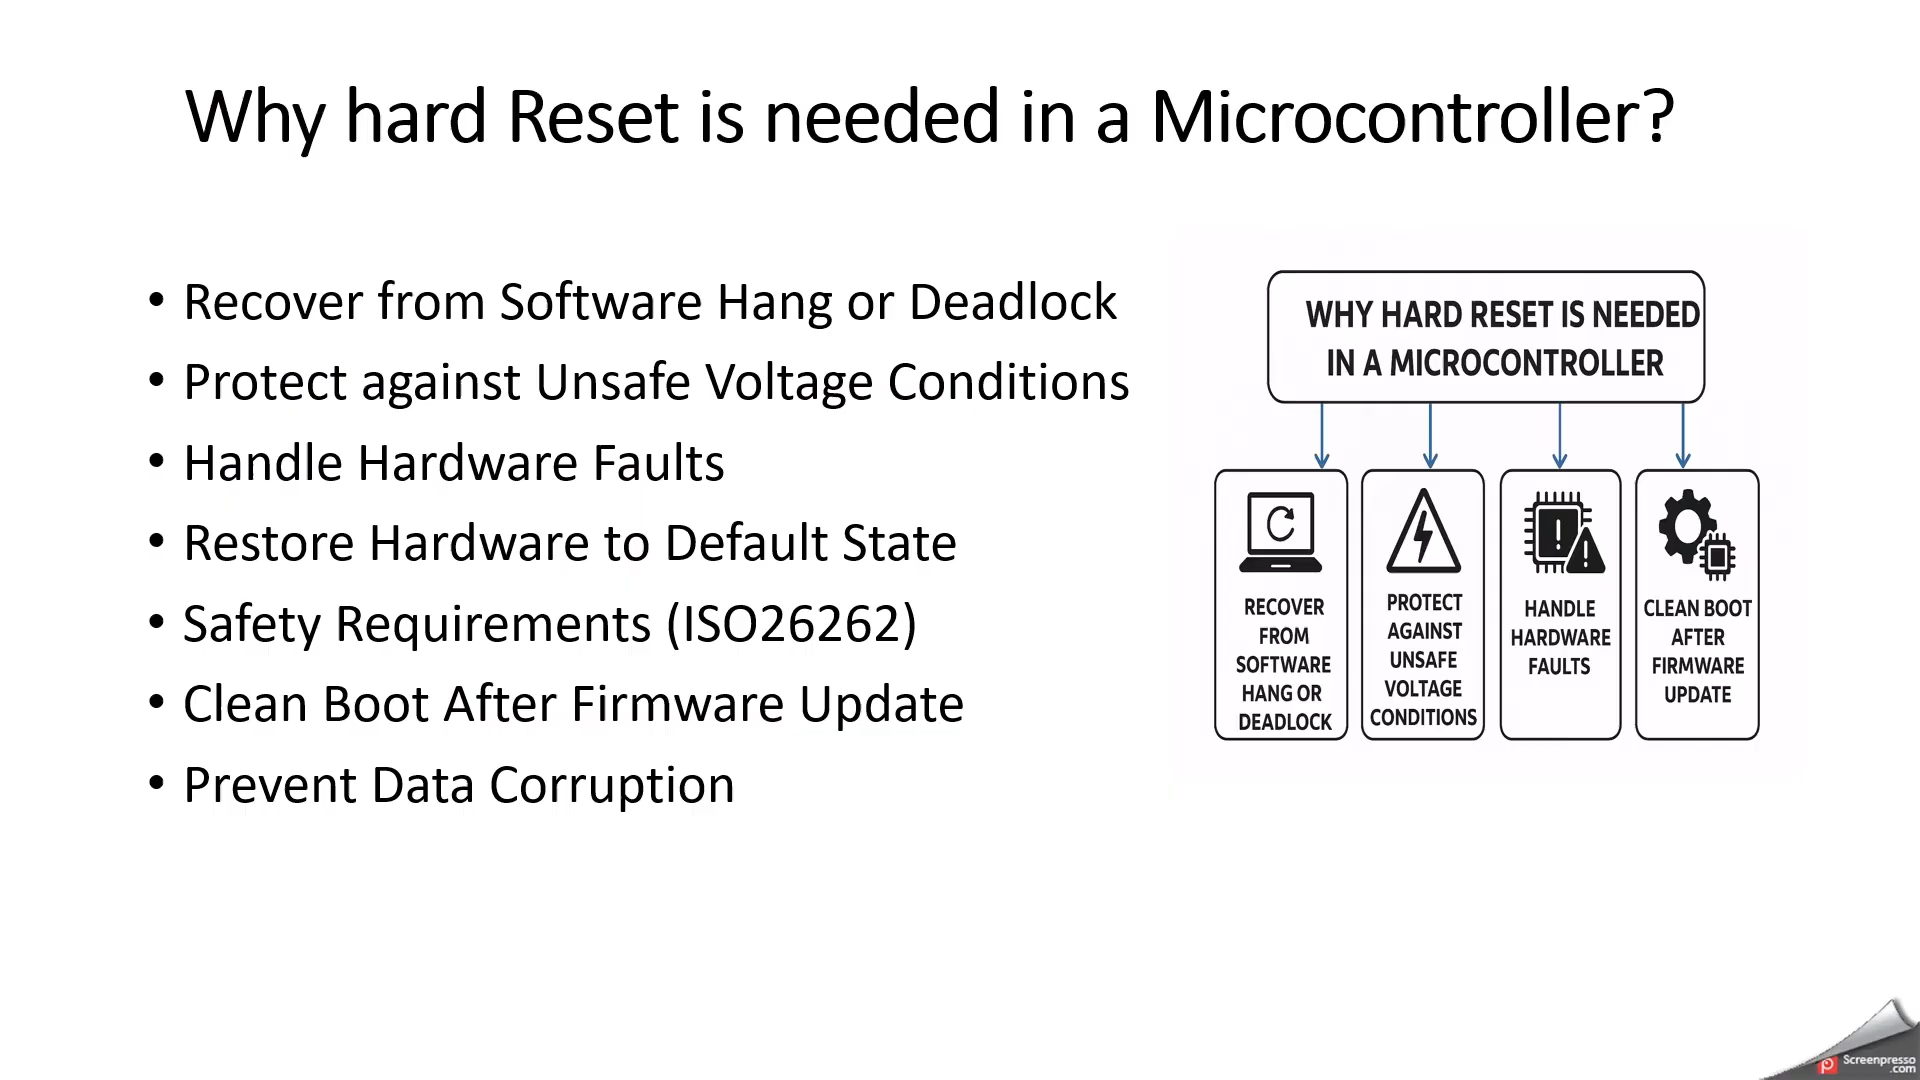 Why hard Reset is needed in a Microcontroller?
• Recover from Software Hang or Deadlock
• Protect against Unsafe Voltage Conditions
• Handle Hardware Faults
• Restore Hardware to Default State
• Safety Requirements (ISO26262)
• Clean Boot After Firmware Update
• Prevent Data Corruption
WHY HARD RESET IS NEEDED
IN A MICROCONTROLLER
RECOVER
FROM
SOFTWARE
HANG OR
DEADLOCK
PROTECT
AGAINST
UNSAFE
VOLTAGE
CONDITIONS
HANDLE
HARDWARE
FAULTS
CLEAN BOOT
AFTER
FIRMWARE
UPDATE
Screenpresso
.com